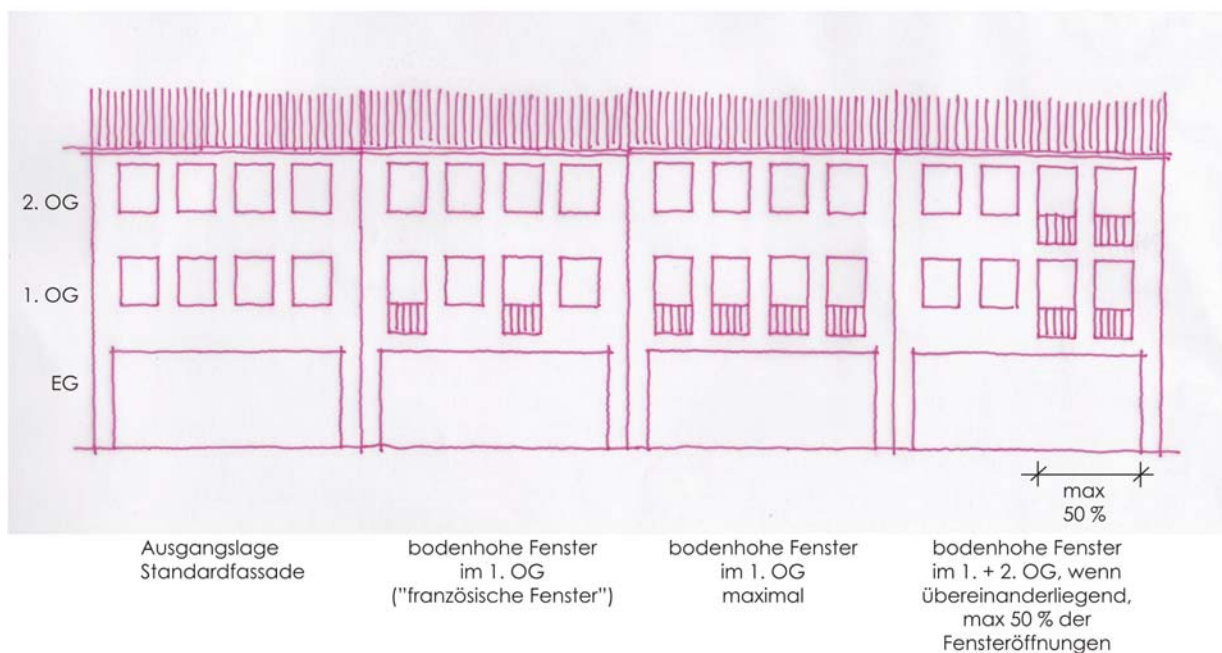 2. OG
1. OG
EG
max
50 %
Ausgangslage
Standardfassade
bodenhohe Fenster
im 1. OG
("französische Fenster")
bodenhohe Fenster
im 1. OG
maximal
bodenhohe Fenster
im 1. + 2. OG, wenn
übereinanderliegend,
max 50 % der
Fensteröffnungen